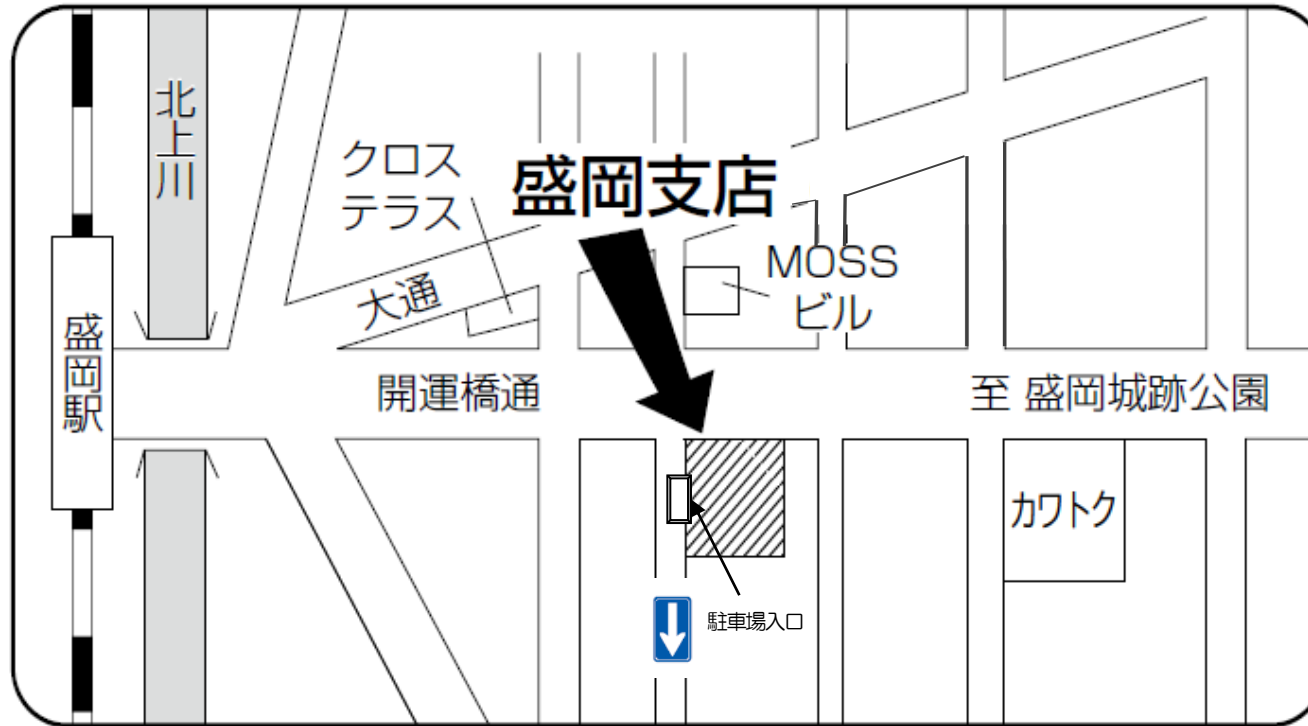 北上川
クロス
テラス
盛岡支店
MOSS
ビル
大通
盛岡駅
開運橋通
至 盛岡城跡公園
カワトク
駐車場入口